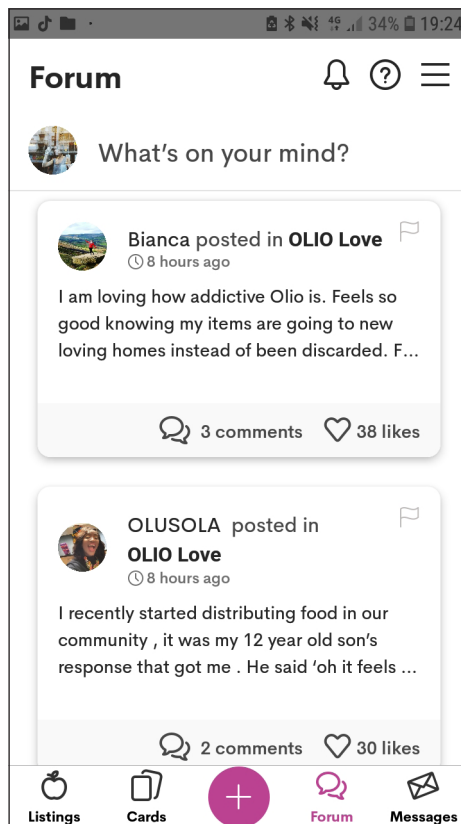 4G 34% 19:24
Forum
What's on your mind?
Bianca posted in OLIO Love
8 hours ago
I am loving how addictive Olio is. Feels so
good knowing my items are going to new
loving homes instead of been discarded. F...
3 comments 38 likes
OLUSOLA posted in
OLIO Love
8 hours ago
I recently started distributing food in our
community , it was my 12 year old son's
response that got me . He said ‘oh it feels ...
2 comments 30 likes
Listings Cards Forum Messages